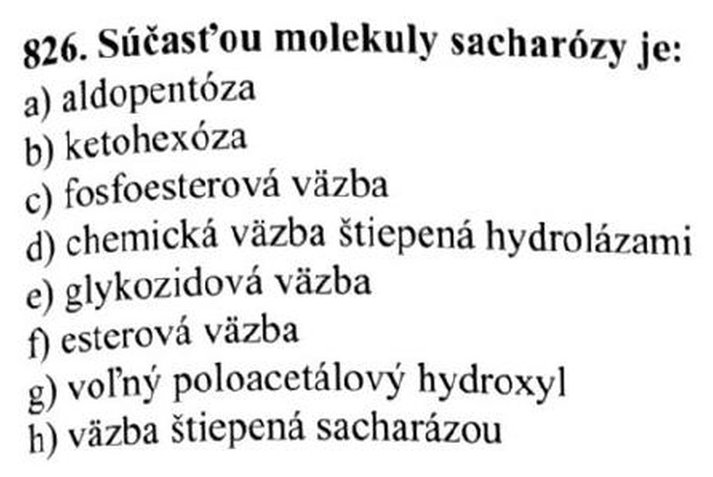 826. Súčasťou molekuly sacharózy je:
a) aldopentóza
b) ketohexóza
c) fosfoesterová väzba
d) chemická väzba štiepená hydrolázami
e) glykozidová väzba
f) esterová väzba
g) voľný poloacetálový hydroxyl
h) väzba štiepená sacharázou